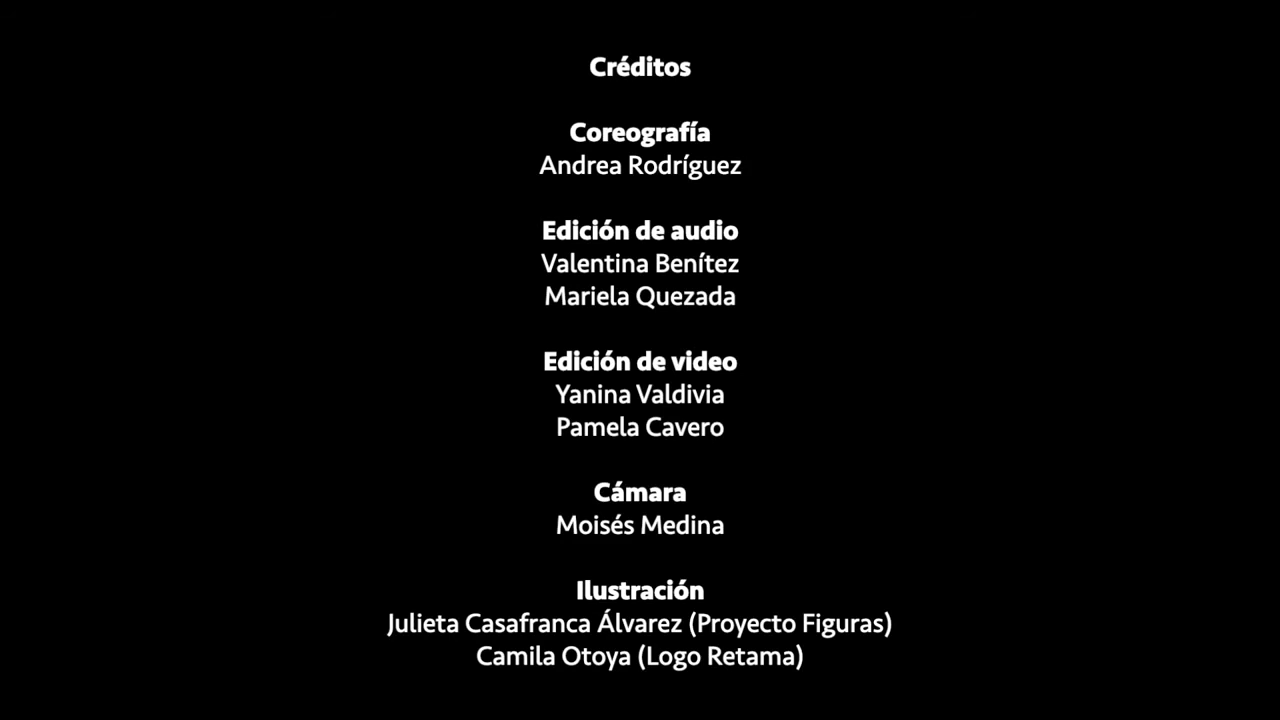 Créditos
Coreografía
Andrea Rodríguez
Edición de audio
Valentina Benítez
Mariela Quezada
Edición de video
Yanina Valdivia
Pamela Cavero
Cámara
Moisés Medina
Ilustración
Julieta Casafranca Álvarez (Proyecto Figuras)
Camila Otoya (Logo Retama)